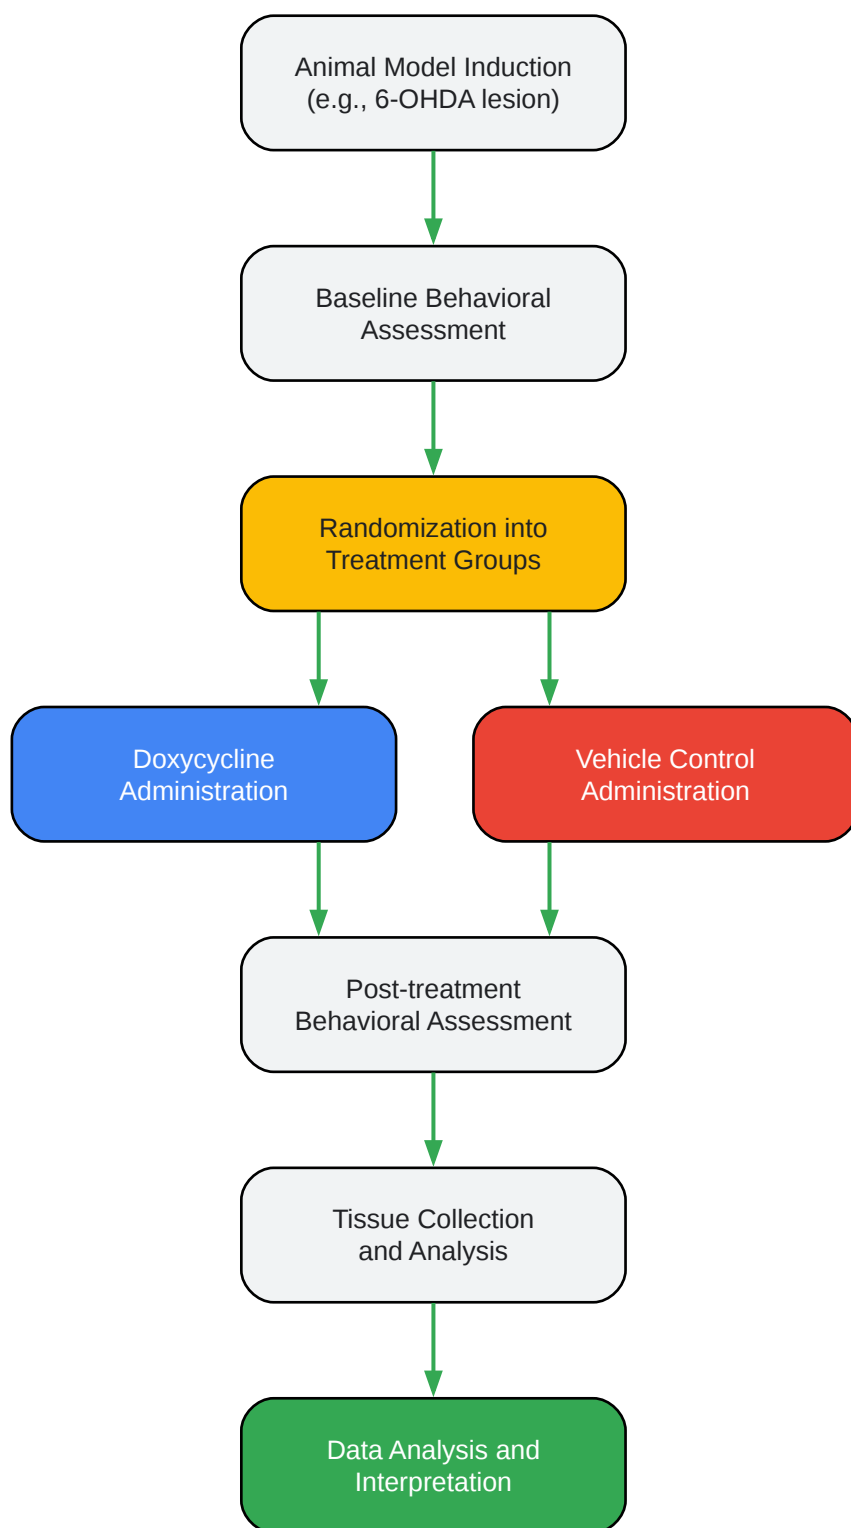 Animal Model Induction
(e.g., 6-OHDA lesion)
Baseline Behavioral
Assessment
Randomization into
Treatment Groups
Doxycycline
Administration
Vehicle Control
Administration
Post-treatment
Behavioral Assessment
Tissue Collection
and Analysis
Data Analysis and
Interpretation